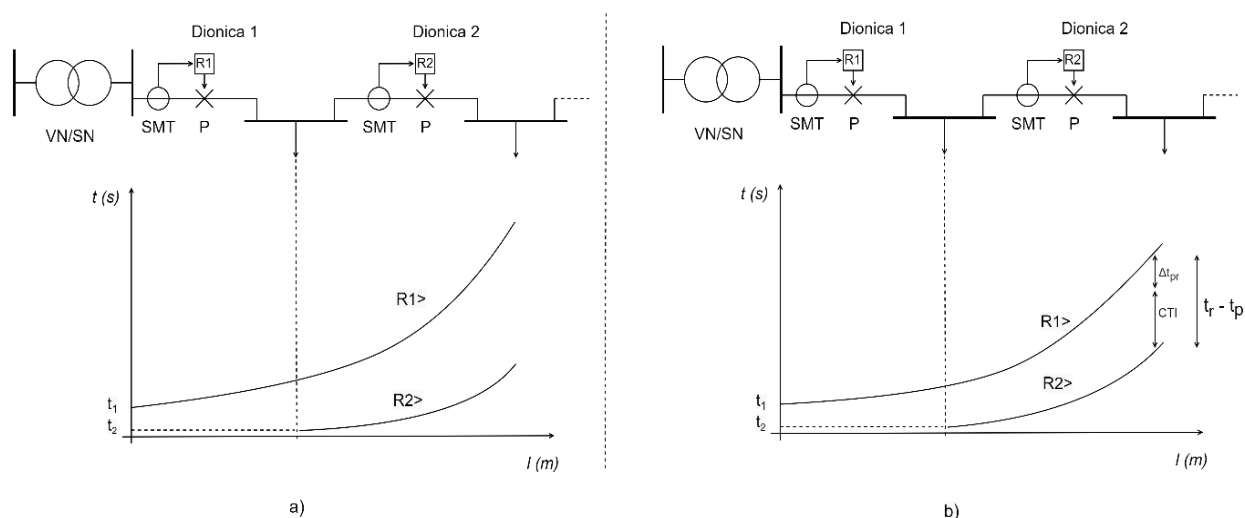 Dionica 1
Dionica 2
R1
R2
SMT
P
SMT
P
VN/SN
t (s)
R1>
R2>
t1
t2
l (m)
a)
Dionica 1
Dionica 2
R1
R2
SMT
P
SMT
P
VN/SN
t (s)
Δtpr
CTI
tr - tp
R1>
R2>
t1
t2
l (m)
b)